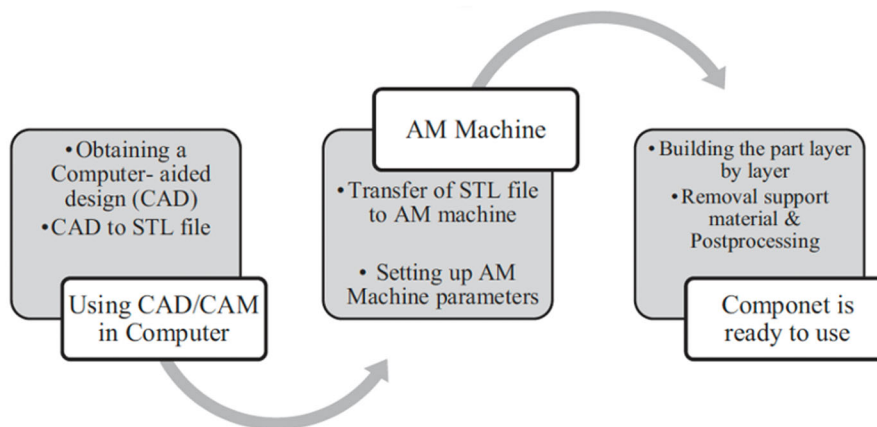 • Obtaining a
Computer- aided
design (CAD)
• CAD to STL file
Using CAD/CAM
in Computer
AM Machine
• Transfer of STL file
to AM machine
• Setting up AM
Machine parameters
• Building the part layer
by layer
• Removal support
material &
Postprocessing
Componet is
ready to use